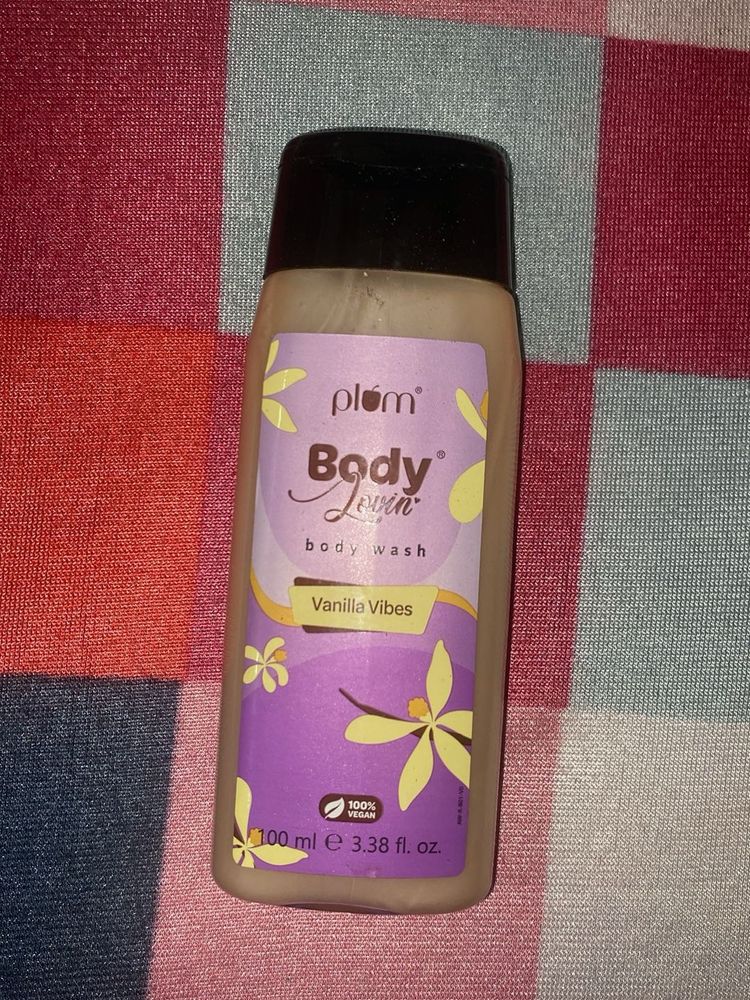 plum®
Body®
Lovin'
body wash
Vanilla Vibes
100%
VEGAN
100 ml ℮ 3.38 fl. oz.